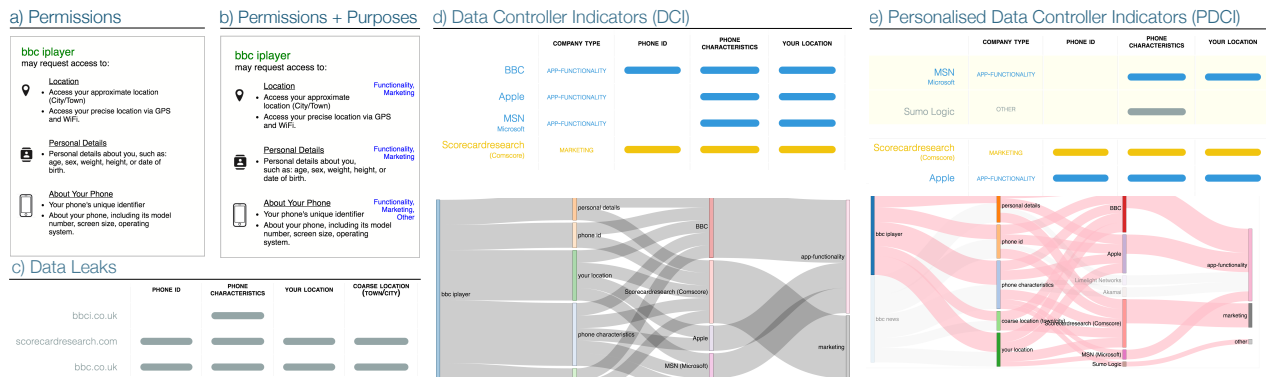 a) Permissions
bbc iplayer
may request access to:
Location
• Access your approximate location
(City/Town)
• Access your precise location via GPS
and WiFi.
Personal Details
• Personal details about you, such as:
age, sex, weight, height, or date of
birth.
About Your Phone
• Your phone's unique identifier
• About your phone, including its model
number, screen size, operating
system.
b) Permissions + Purposes
bbc iplayer
may request access to:
Location
Functionality,
Marketing
• Access your approximate
location (City/Town)
• Access your precise location via GPS
and WiFi.
Personal Details
Functionality,
Marketing
• Personal details about you,
such as: age, sex, weight, height, or
date of birth.
About Your Phone
Functionality,
Marketing,
Other
• Your phone's unique identifier
• About your phone, including its model
number, screen size, operating
system.
c) Data Leaks
PHONE ID
PHONE
CHARACTERISTICS
YOUR LOCATION
COARSE LOCATION
(TOWN/CITY)
bbci.co.uk
scorecardresearch.com
bbc.co.uk
d) Data Controller Indicators (DCI)
COMPANY TYPE
PHONE ID
PHONE
CHARACTERISTICS
YOUR LOCATION
BBC
APP-FUNCTIONALITY
Apple
APP-FUNCTIONALITY
MSN
Microsoft
APP-FUNCTIONALITY
Scorecardresearch
(Comscore)
MARKETING
bbc iplayer
personal details
phone id
your location
phone characteristics
BBC
Scorecardresearch (Comscore)
Apple
MSN (Microsoft)
app-functionality
marketing
e) Personalised Data Controller Indicators (PDCI)
COMPANY TYPE
PHONE ID
PHONE
CHARACTERISTICS
YOUR LOCATION
MSN
Microsoft
APP-FUNCTIONALITY
Sumo Logic
OTHER
Scorecardresearch
(Comscore)
MARKETING
Apple
APP-FUNCTIONALITY
bbc iplayer
bbc news
personal details
phone id
phone characteristics
coarse location (town/city)
your location
BBC
Apple
Limelight Networks
Akamai
Scorecardresearch (Comscore)
MSN (Microsoft)
Sumo Logic
app-functionality
marketing
other